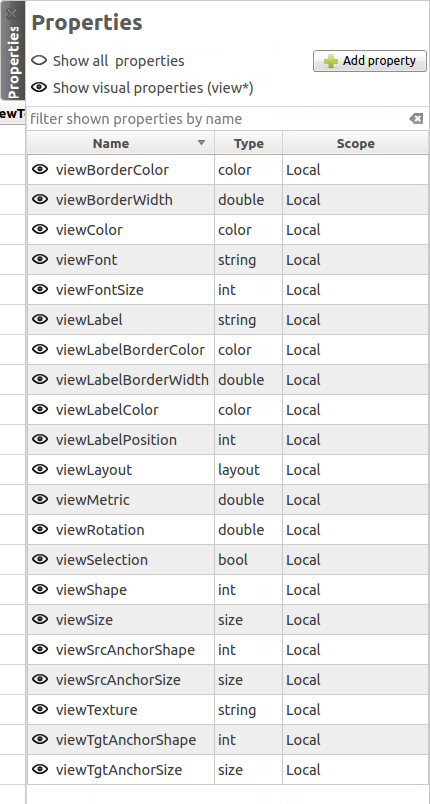 Properties
Properties
Show all properties
Add property
Show visual properties (view*)
filter shown properties by name
Name Type Scope
viewBorderColor color Local
viewBorderWidth double Local
viewColor color Local
viewFont string Local
viewFontSize int Local
viewLabel string Local
viewLabelBorderColor color Local
viewLabelBorderWidth double Local
viewLabelColor color Local
viewLabelPosition int Local
viewLayout layout Local
viewMetric double Local
viewRotation double Local
viewSelection bool Local
viewShape int Local
viewSize size Local
viewSrcAnchorShape int Local
viewSrcAnchorSize size Local
viewTexture string Local
viewTgtAnchorShape int Local
viewTgtAnchorSize size Local